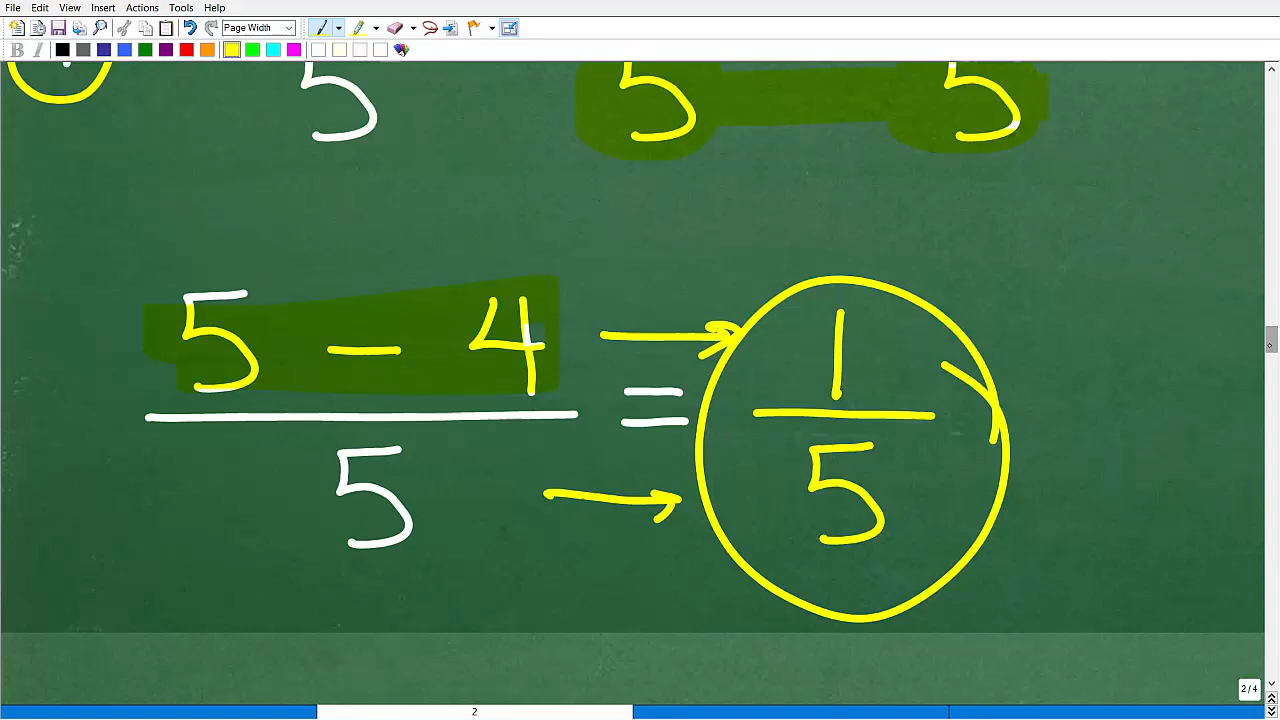 File Edit View Insert Actions Tools Help
Page Width
B I
5 5 5
5 - 4 = 1
5 5
2/4
2